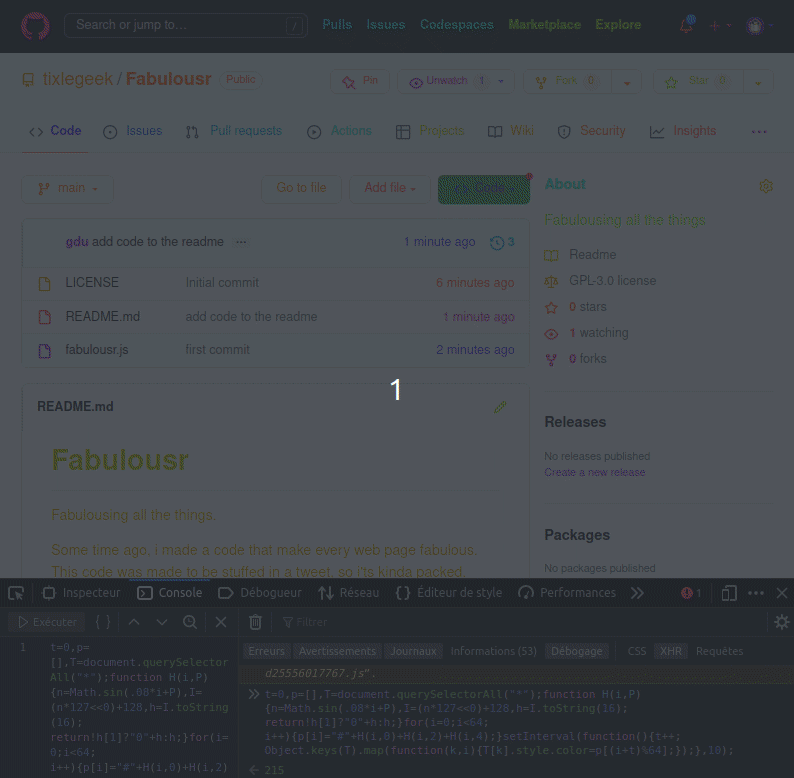 Search or jump to... / Pulls Issues Codespaces Marketplace Explore
tixlegeek / Fabulousr Public Pin Unwatch 1 Fork 0 Star 0
Code Issues Pull requests Actions Projects Wiki Security Insights ...
main Go to file Add file Code
gdu add code to the readme ... 1 minute ago 3
LICENSE Initial commit 6 minutes ago
README.md add code to the readme 1 minute ago
fabulousr.js first commit 2 minutes ago
README.md
Fabulousr
Fabulousing all the things.
Some time ago, i made a code that make every web page fabulous.
This code was made to be stuffed in a tweet, so i'ts kinda packed.
About
Fabulousing all the things
Readme
GPL-3.0 license
0 stars
1 watching
0 forks
Releases
No releases published
Create a new release
Packages
No packages published
1
Inspecteur Console Débogueur Réseau {} Éditeur de style Performances 1 ...
Exécuter { } Filtrer
Erreurs Avertissements Journaux Informations (53) Débogage CSS XHR Requêtes
1 t=0,p=
[],T=document.querySelector
All("*");function H(i,P)
{n=Math.sin(.08*i+P),I=
(n*127<<0)+128,h=I.toString
(16);
return!h[1]?"0"+h:h;}for(i
=0;i<64;
i++){p[i]="#"+H(i,0)+H(i,2)
d25556017767.js".
t=0,p=[],T=document.querySelectorAll("*");function H(i,P)
{n=Math.sin(.08*i+P),I=(n*127<<0)+128,h=I.toString(16);
return!h[1]?"0"+h:h;}for(i=0;i<64;
i++){p[i]="#"+H(i,0)+H(i,2)+H(i,4);}setInterval(function(){t++;
Object.keys(T).map(function(k,i){T[k].style.color=p[(i+t)%64];});},10);
215